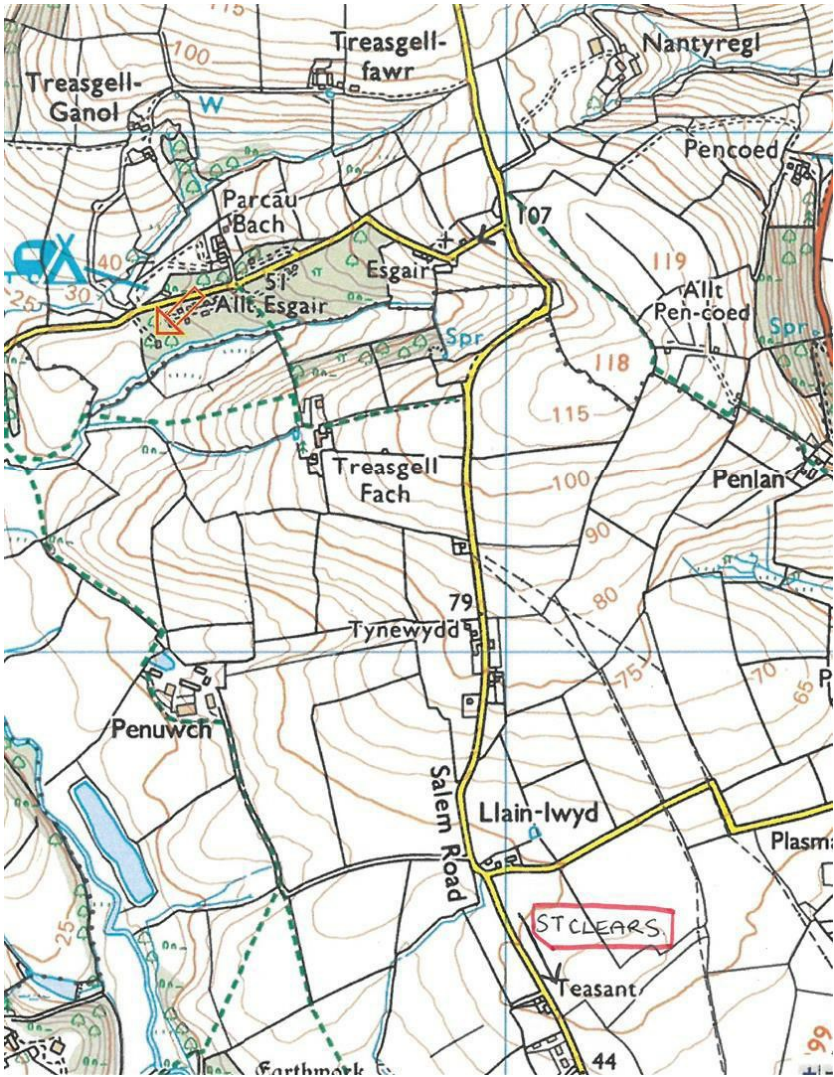 115
100
Treasgell-
fawr
Nantyregl
Treasgell-
Ganol
W
Pencoed
Parcau
Bach
107
119
40
30
25
Esgair
51
Allt Esgair
Allt
Pen-coed
Spr
Spr
118
115
Treasgell
Fach
100
Penlan
90
80
79
Tynewydd
75
70
65
P
Penuwch
Salem Road
Llain-lwyd
Plasma
25
ST CLEARS
Teasant
44
99
Earthwork